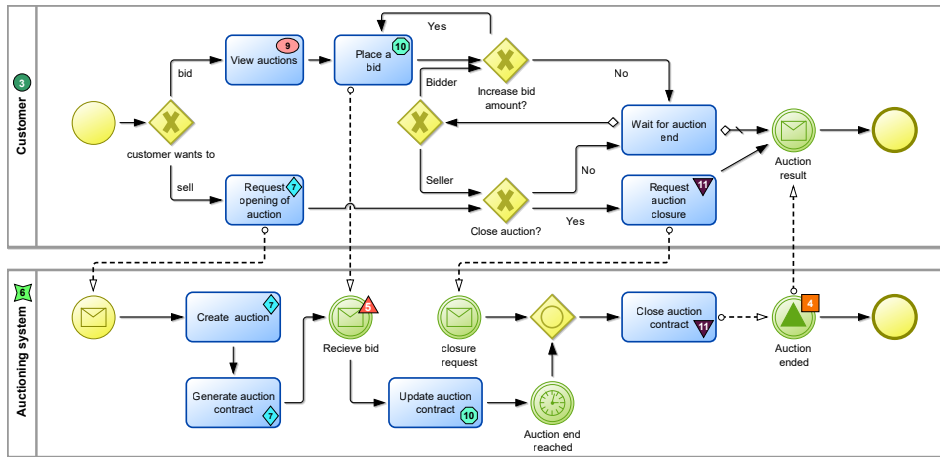 Customer
3
bid
View auctions
9
Place a
bid
10
Yes
Increase bid
amount?
No
Bidder
customer wants to
Wait for auction
end
Auction
result
sell
Request
opening of
auction
7
Seller
Close auction?
No
Yes
Request
auction
closure
11
Auctioning system
6
Create auction
7
Generate auction
contract
7
5
Recieve bid
Update auction
contract
10
closure
request
Auction end
reached
Close auction
contract
11
4
Auction
ended